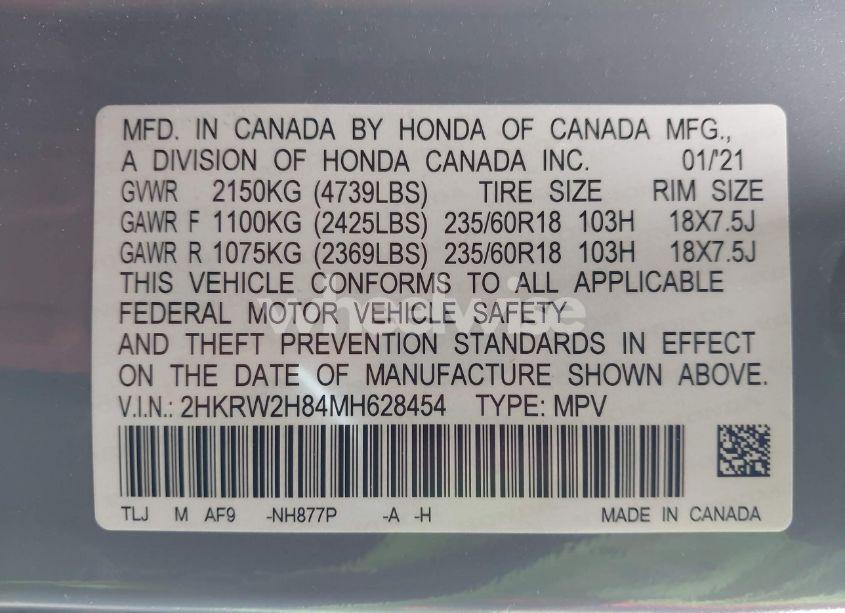 MFD. IN CANADA BY HONDA OF CANADA MFG.,
A DIVISION OF HONDA CANADA INC. 01/'21
GVWR 2150KG (4739LBS) TIRE SIZE RIM SIZE
GAWR F 1100KG (2425LBS) 235/60R18 103H 18X7.5J
GAWR R 1075KG (2369LBS) 235/60R18 103H 18X7.5J
THIS VEHICLE CONFORMS TO ALL APPLICABLE
FEDERAL MOTOR VEHICLE SAFETY
wheelwise
AND THEFT PREVENTION STANDARDS IN EFFECT
ON THE DATE OF MANUFACTURE SHOWN ABOVE.
V.I.N.: 2HKRW2H84MH628454 TYPE: MPV
TLJ M AF9 -NH877P -A -H MADE IN CANADA